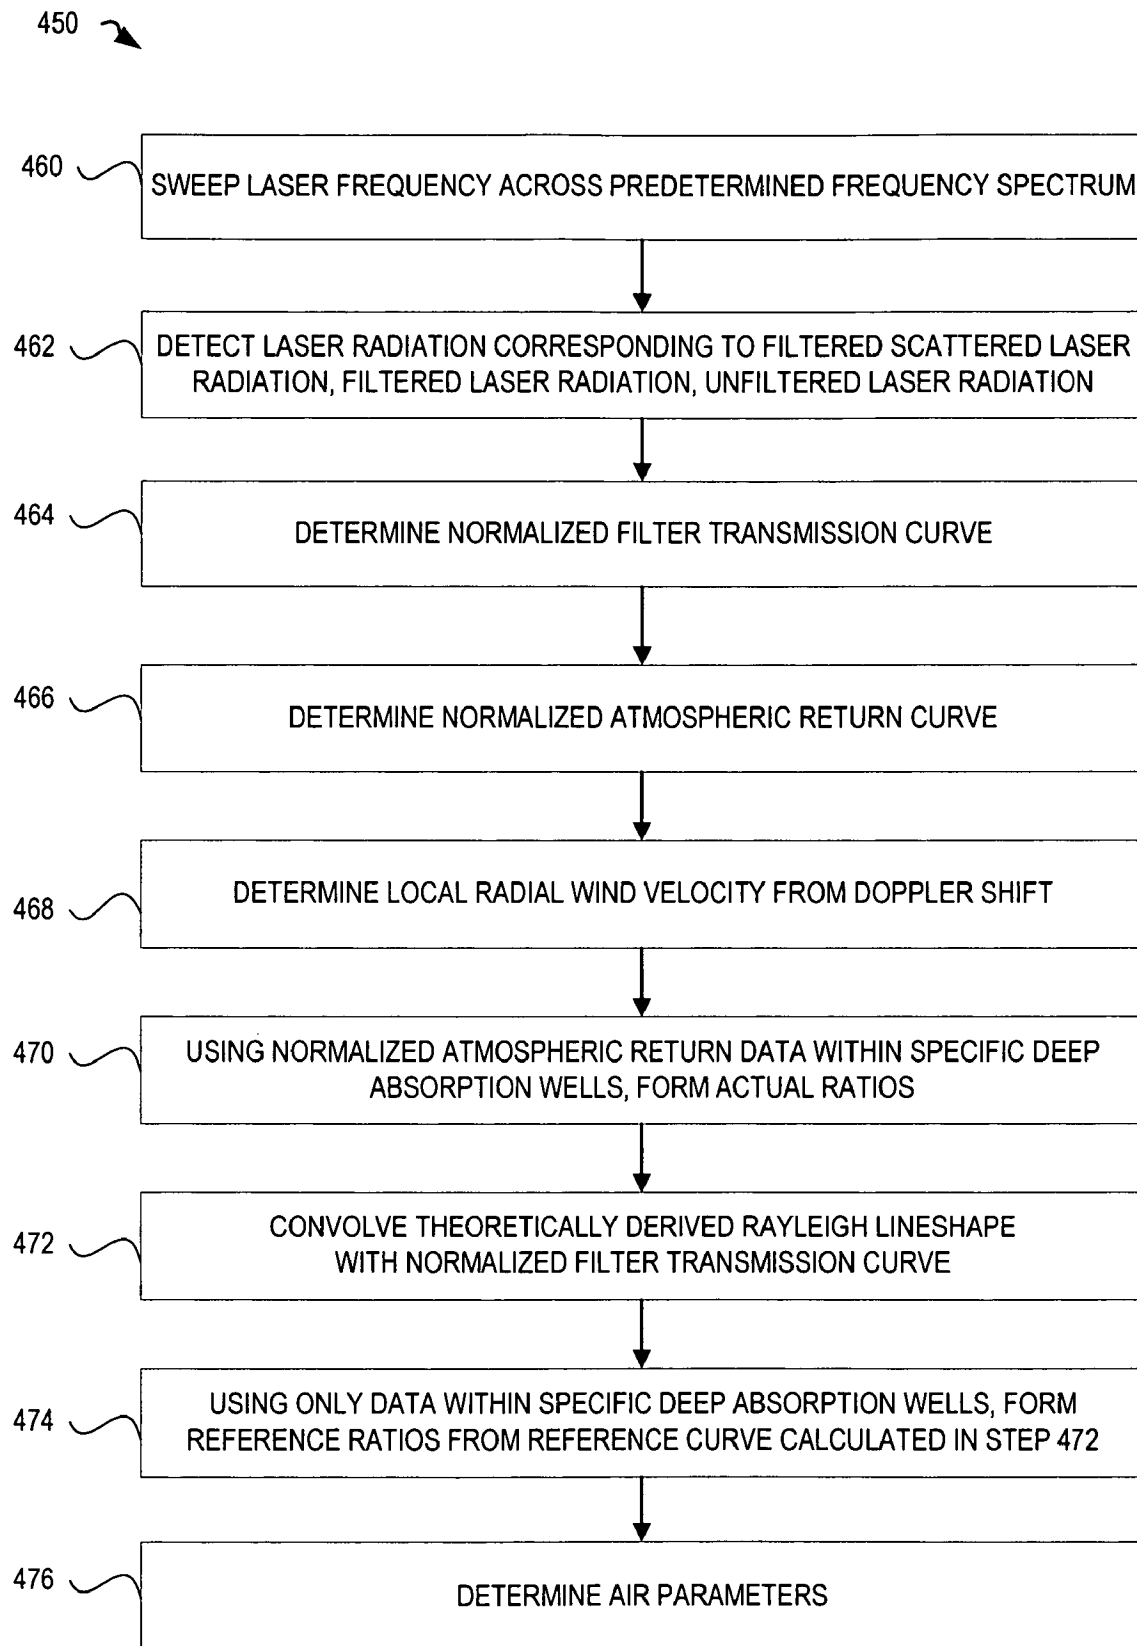 450
460
SWEEP LASER FREQUENCY ACROSS PREDETERMINED FREQUENCY SPECTRUM
462
DETECT LASER RADIATION CORRESPONDING TO FILTERED SCATTERED LASER
RADIATION, FILTERED LASER RADIATION, UNFILTERED LASER RADIATION
464
DETERMINE NORMALIZED FILTER TRANSMISSION CURVE
466
DETERMINE NORMALIZED ATMOSPHERIC RETURN CURVE
468
DETERMINE LOCAL RADIAL WIND VELOCITY FROM DOPPLER SHIFT
470
USING NORMALIZED ATMOSPHERIC RETURN DATA WITHIN SPECIFIC DEEP
ABSORPTION WELLS, FORM ACTUAL RATIOS
472
CONVOLVE THEORETICALLY DERIVED RAYLEIGH LINESHAPE
WITH NORMALIZED FILTER TRANSMISSION CURVE
474
USING ONLY DATA WITHIN SPECIFIC DEEP ABSORPTION WELLS, FORM
REFERENCE RATIOS FROM REFERENCE CURVE CALCULATED IN STEP 472
476
DETERMINE AIR PARAMETERS